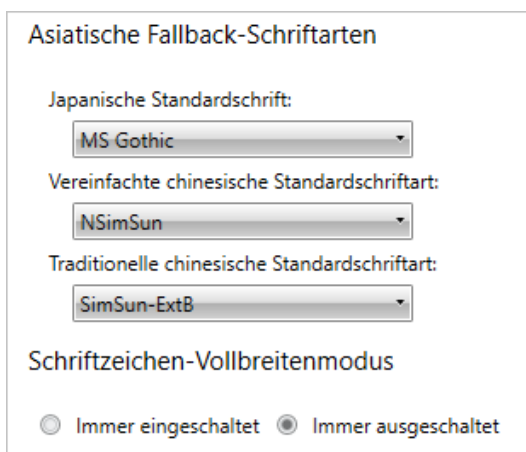 Asiatische Fallback-Schriftarten
Japanische Standardschrift:
MS Gothic
Vereinfachte chinesische Standardschriftart:
NSimSun
Traditionelle chinesische Standardschriftart:
SimSun-ExtB
Schriftzeichen-Vollbreitenmodus
Immer eingeschaltet Immer ausgeschaltet